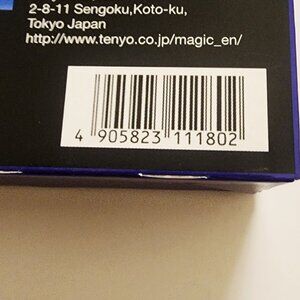 2-8-11 Sengoku,Koto-ku,
Tokyo Japan
http://www.tenyo.co.jp/magic_en/
4 905823 111802